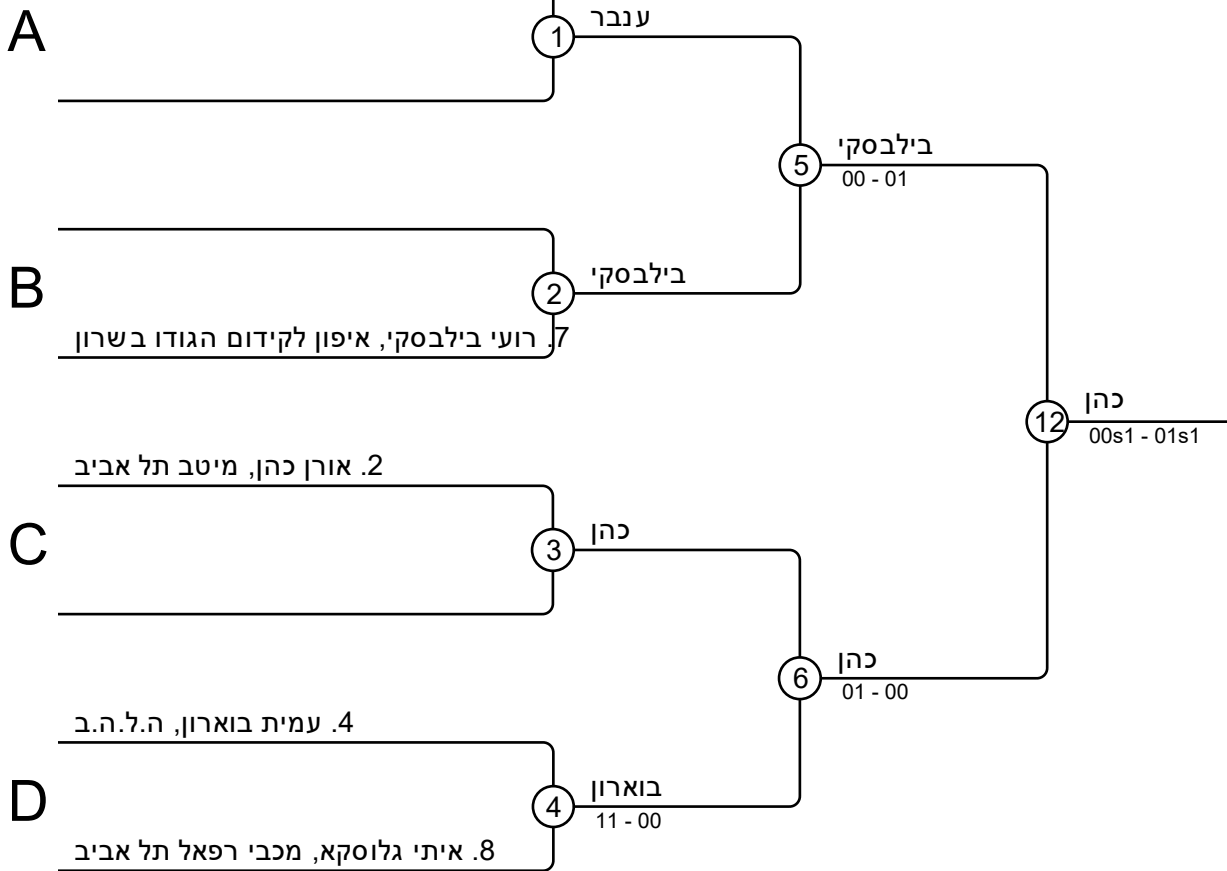 A
1
ענבר
5
בילבסקי
00 - 01
B
2
בילבסקי
7. רועי בילבסקי, איפון לקידום הגודו בשרון
12
כהן
00s1 - 01s1
2. אורן כהן, מיטב תל אביב
C
3
כהן
6
כהן
01 - 00
4. עמית בוארון, ה.ל.ה.ב
D
4
בוארון
11 - 00
8. איתי גלוסקא, מכבי רפאל תל אביב